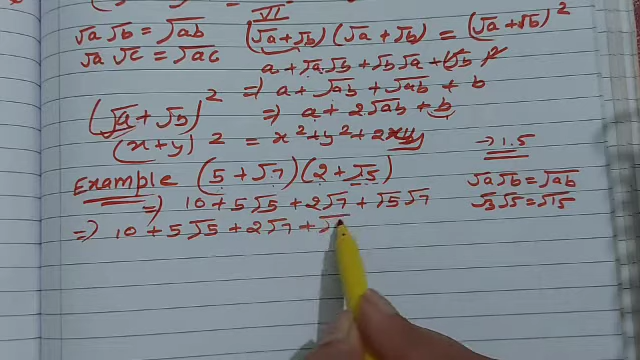 VI
√a √b = √ab
(√a + √b) (√a + √b) = (√a + √b)²
√a √c = √ac
a + √a√b + √b√a + (√b)²
=> a + √ab + √ab + b
(√a + √b)²
=> a + 2√ab + b
(x + y)² = x² + y² + 2xy
→ 1.5
Example (5 + √7)(2 + √5)
√a√b = √ab
=> 10 + 5√5 + 2√7 + √5√7
√3√5 = √15
=> 10 + 5√5 + 2√7 + √